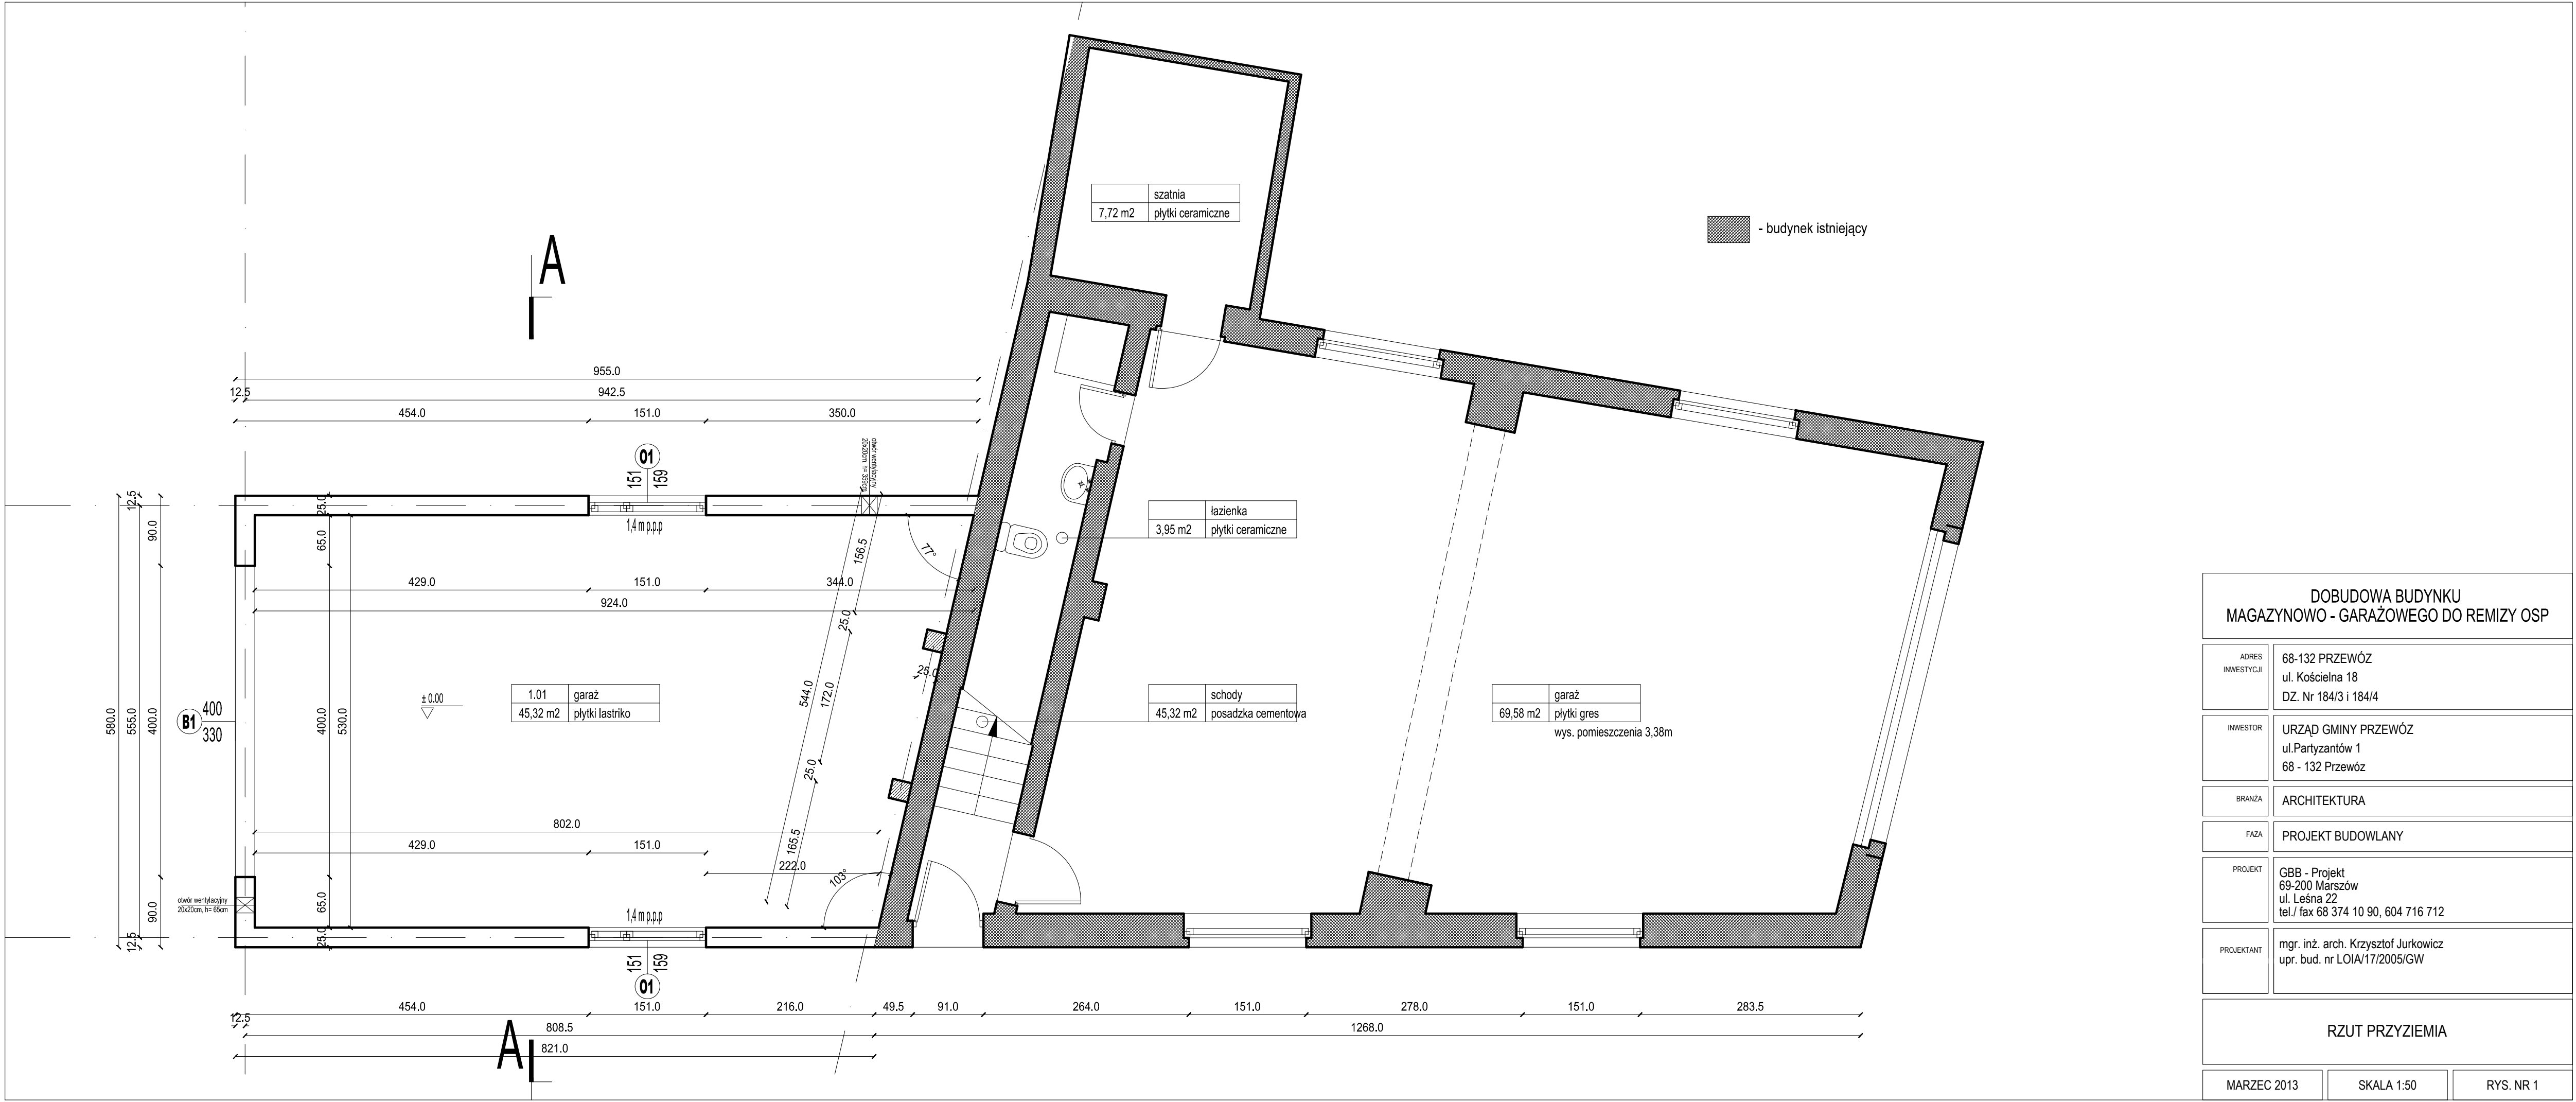 szatnia
7,72 m2 płytki ceramiczne
- budynek istniejący
A
955.0
12.5 942.5
454.0 151.0 350.0
O1
151 159
otwór wentylacyjny
20x20cm, h= 359cm
1,4 m p.p.p
12.5
90.0
25.0
65.0
77°
156.5
429.0 151.0 344.0
924.0
25.0
25.0
łazienka
3,95 m2 płytki ceramiczne
580.0
555.0
400.0
B1
400
330
400.0
530.0
± 0.00
1.01 garaż
45,32 m2 płytki lastriko
544.0
172.0
25.0
schody
45,32 m2 posadzka cementowa
garaż
69,58 m2 płytki gres
wys. pomieszczenia 3,38m
802.0
429.0 151.0
222.0
165.5
103°
otwór wentylacyjny
20x20cm, h= 65cm
90.0
12.5
65.0
25.0
1,4 m p.p.p
151 159
O1
454.0 151.0 216.0 49.5 91.0 264.0 151.0 278.0 151.0 283.5
12.5 808.5 1268.0
821.0
A
DOBUDOWA BUDYNKU
MAGAZYNOWO - GARAŻOWEGO DO REMIZY OSP
ADRES
INWESTYCJI
68-132 PRZEWÓZ
ul. Kościelna 18
DZ. Nr 184/3 i 184/4
INWESTOR
URZĄD GMINY PRZEWÓZ
ul.Partyzantów 1
68 - 132 Przewóz
BRANŻA ARCHITEKTURA
FAZA PROJEKT BUDOWLANY
PROJEKT
GBB - Projekt
69-200 Marszów
ul. Leśna 22
tel./ fax 68 374 10 90, 604 716 712
PROJEKTANT
mgr. inż. arch. Krzysztof Jurkowicz
upr. bud. nr LOIA/17/2005/GW
RZUT PRZYZIEMIA
MARZEC 2013 SKALA 1:50 RYS. NR 1